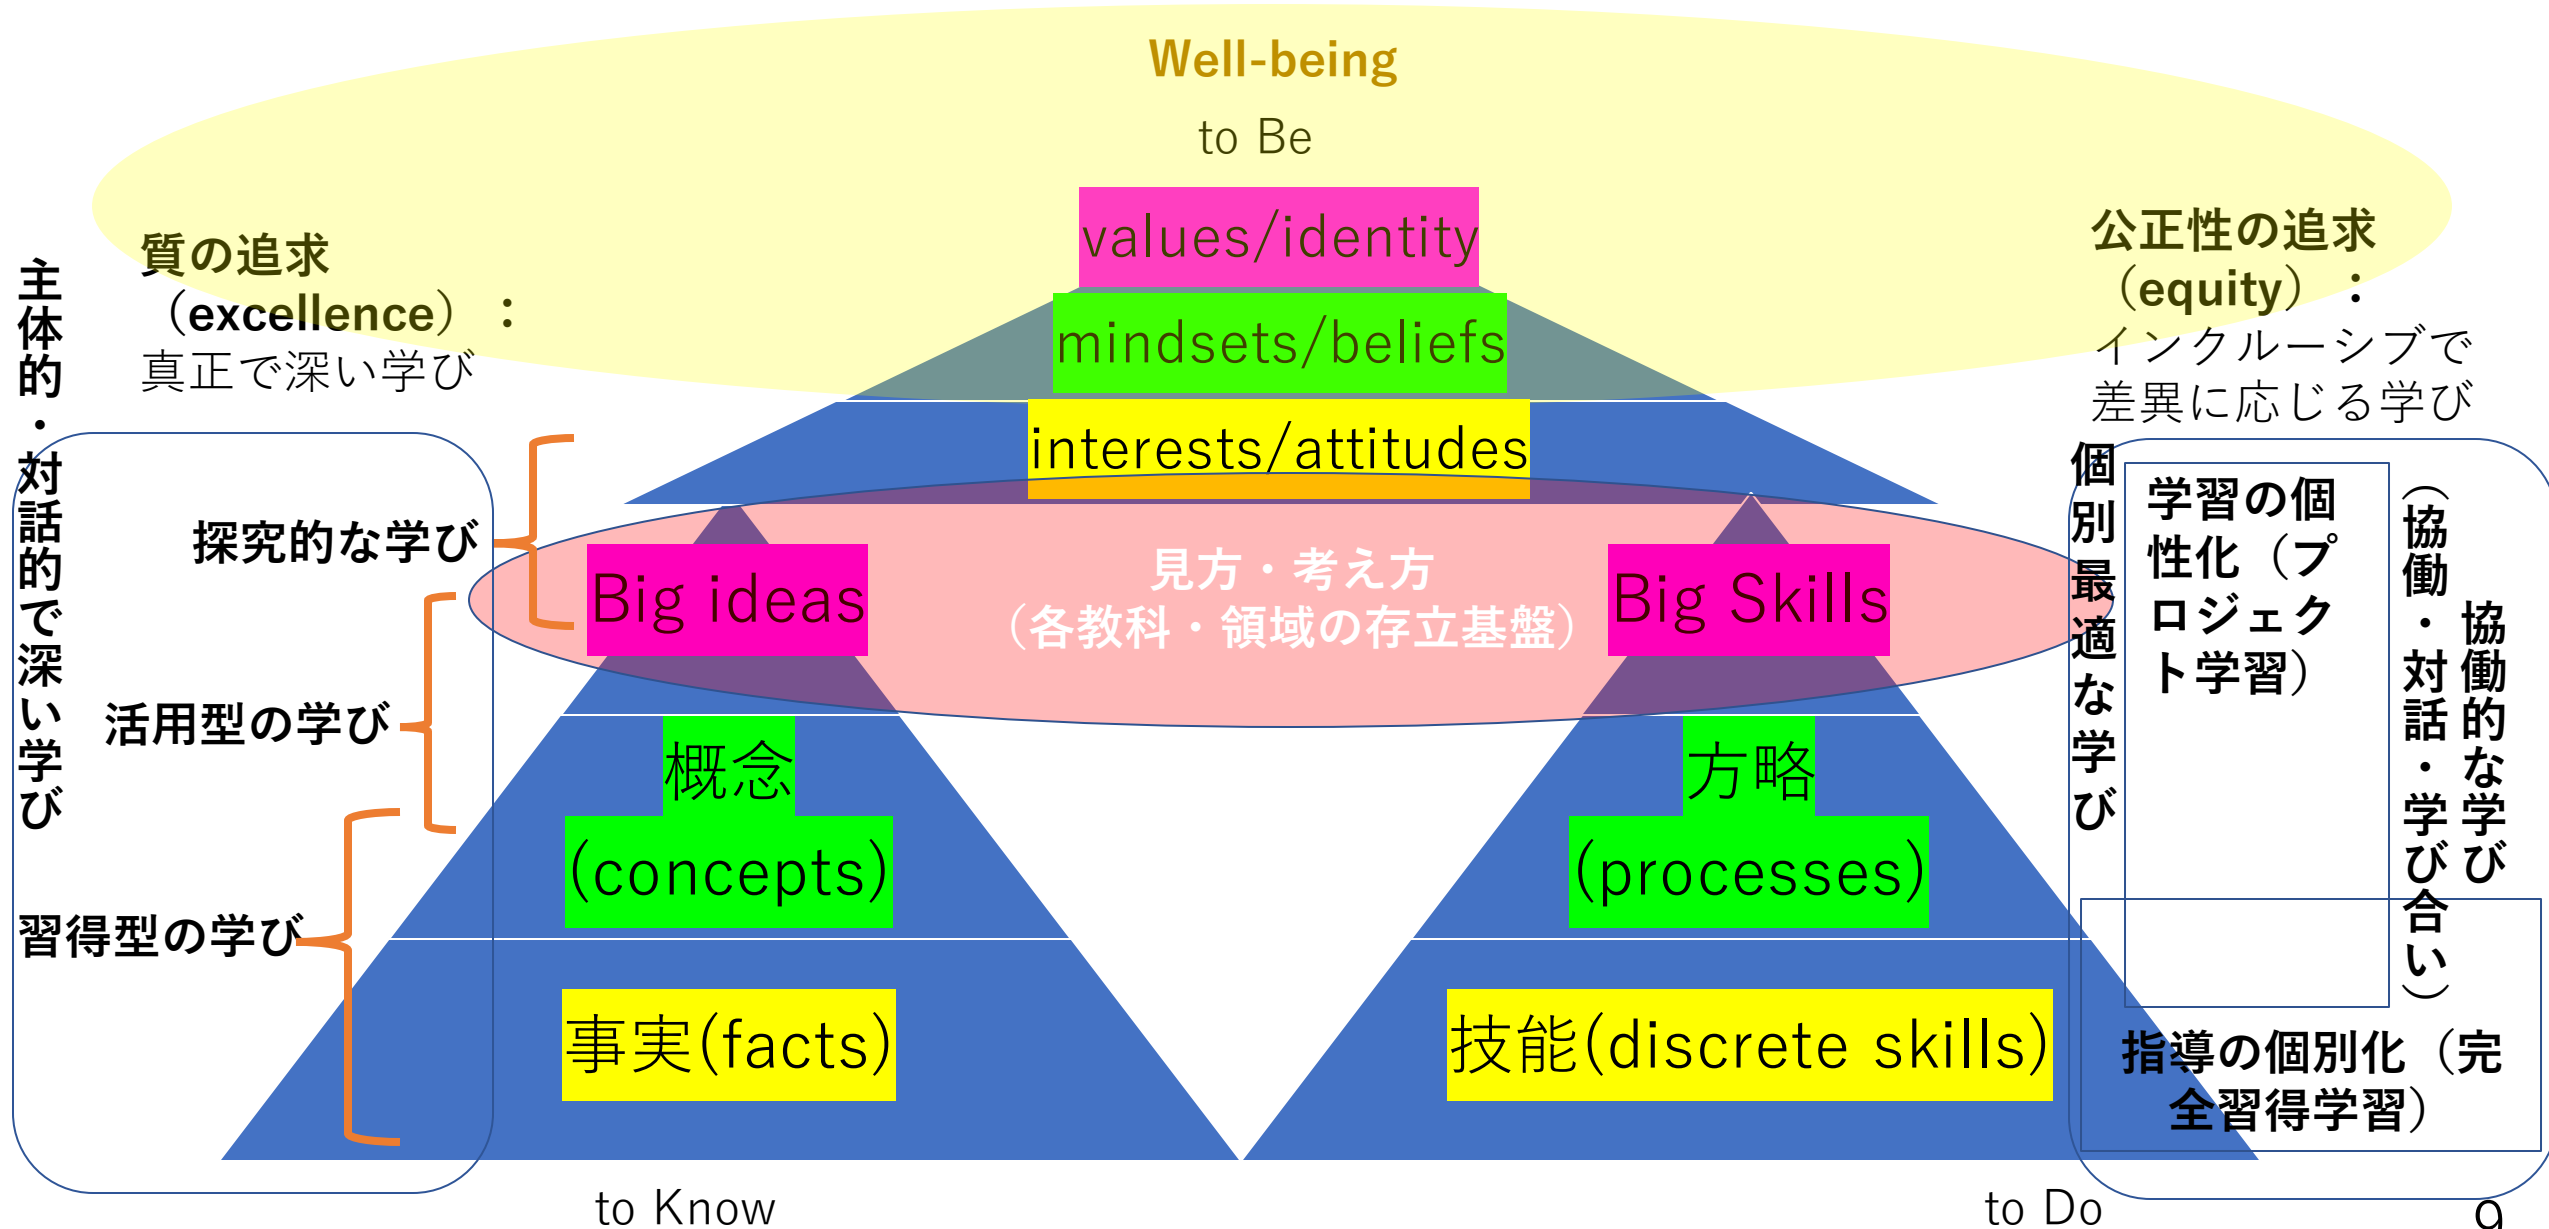 Well-being
to Be
values/identity
mindsets/beliefs
interests/attitudes
主体的・対話的で深い学び
質の追求
（excellence）：
真正で深い学び
探究的な学び
活用型の学び
習得型の学び
Big ideas
見方・考え方
（各教科・領域の存立基盤）
Big Skills
概念
(concepts)
方略
(processes)
事実(facts)
技能(discrete skills)
to Know
to Do
公正性の追求
（equity）：
インクルーシブで
差異に応じる学び
個別最適な学び
学習の個
性化（プ
ロジェク
ト学習）
協働的な学び
（協働・対話・学び合い）
指導の個別化（完
全習得学習）
9